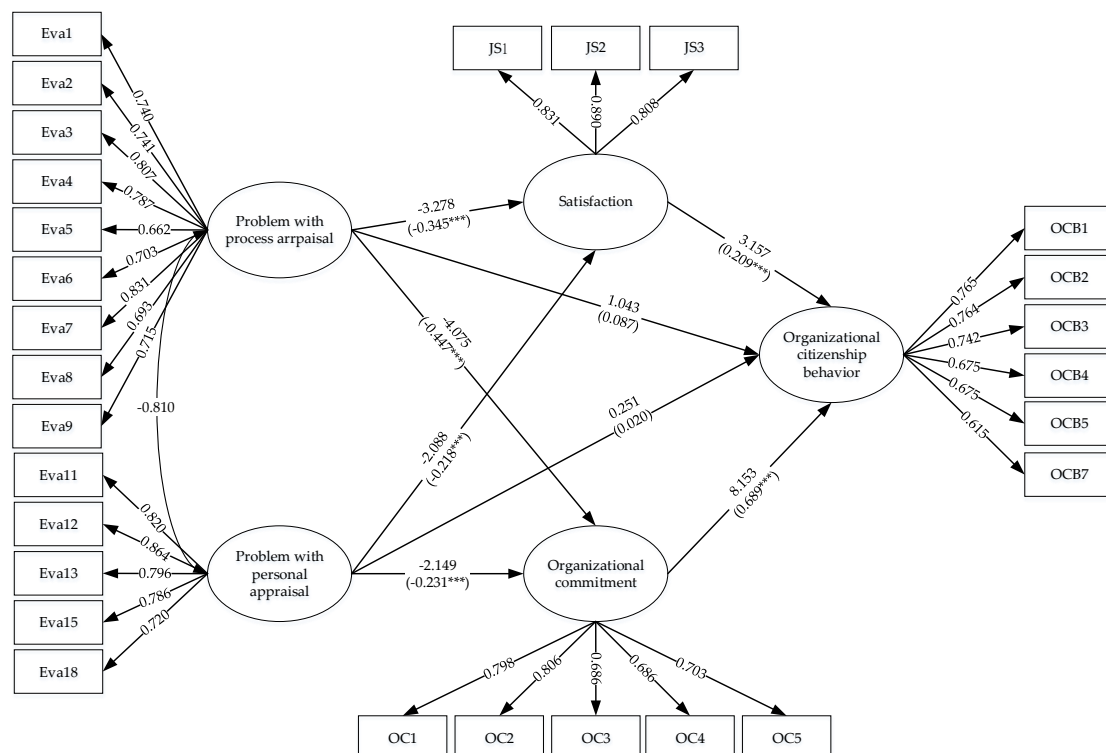 Eva1
Eva2
Eva3
Eva4
Eva5
Eva6
Eva7
Eva8
Eva9
Eva11
Eva12
Eva13
Eva15
Eva18
0.740
0.741
0.807
0.787
0.662
0.703
0.831
0.693
0.715
-0.810
0.820
0.864
0.796
0.786
0.720
Problem with
process arrpaisal
Problem with
personal
appraisal
JS1
JS2
JS3
0.831
0.890
0.808
Satisfaction
-3.278
(-0.345***)
1.043
(0.087)
-4.075
(-0.447***)
-2.088
(-0.218***)
0.251
(0.020)
-2.149
(-0.231***)
3.157
(0.209***)
8.153
(0.689***)
Organizational
commitment
0.798
0.806
0.686
0.686
0.703
OC1
OC2
OC3
OC4
OC5
Organizational
citizenship
behavior
0.765
0.764
0.742
0.675
0.675
0.615
OCB1
OCB2
OCB3
OCB4
OCB5
OCB7